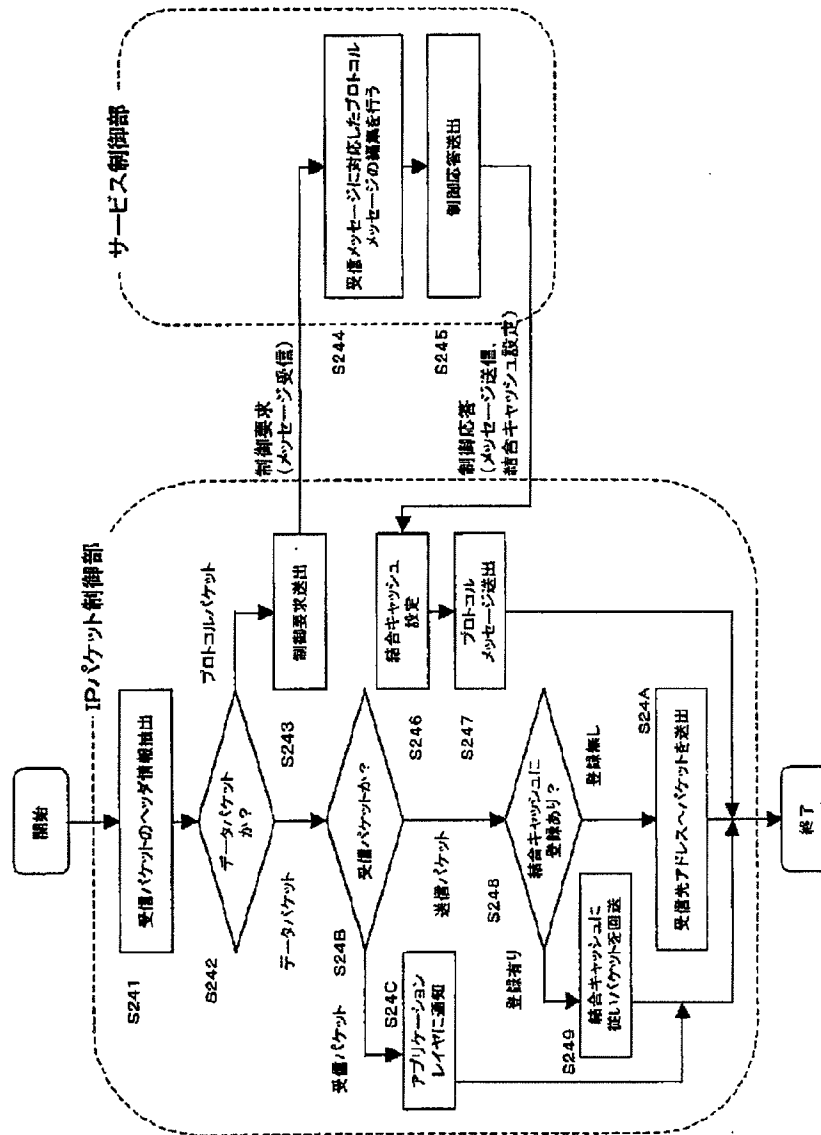 開始
IPパケット制御部
S241
受信パケットのヘッダ情報抽出
S242
データパケット
か?
プロトコルパケット
データパケット
S243
制御要求送出
制御要求
(メッセージ受信)
サービス制御部
S244
受信メッセージに対応したプロトコル
メッセージの編集を行う
S245
制御応答送出
制御応答
(メッセージ送信,
結合キャッシュ設定)
S246
結合キャッシュ
設定
S247
プロトコル
メッセージ送出
S24B
受信パケットか?
受信パケット
送信パケット
S24C
アプリケーション
レイヤに通知
S248
結合キャッシュに
登録あり?
登録有り
登録無し
S249
結合キャッシュに
従いパケットを回送
S24A
受信先アドレスへパケットを送出
終了